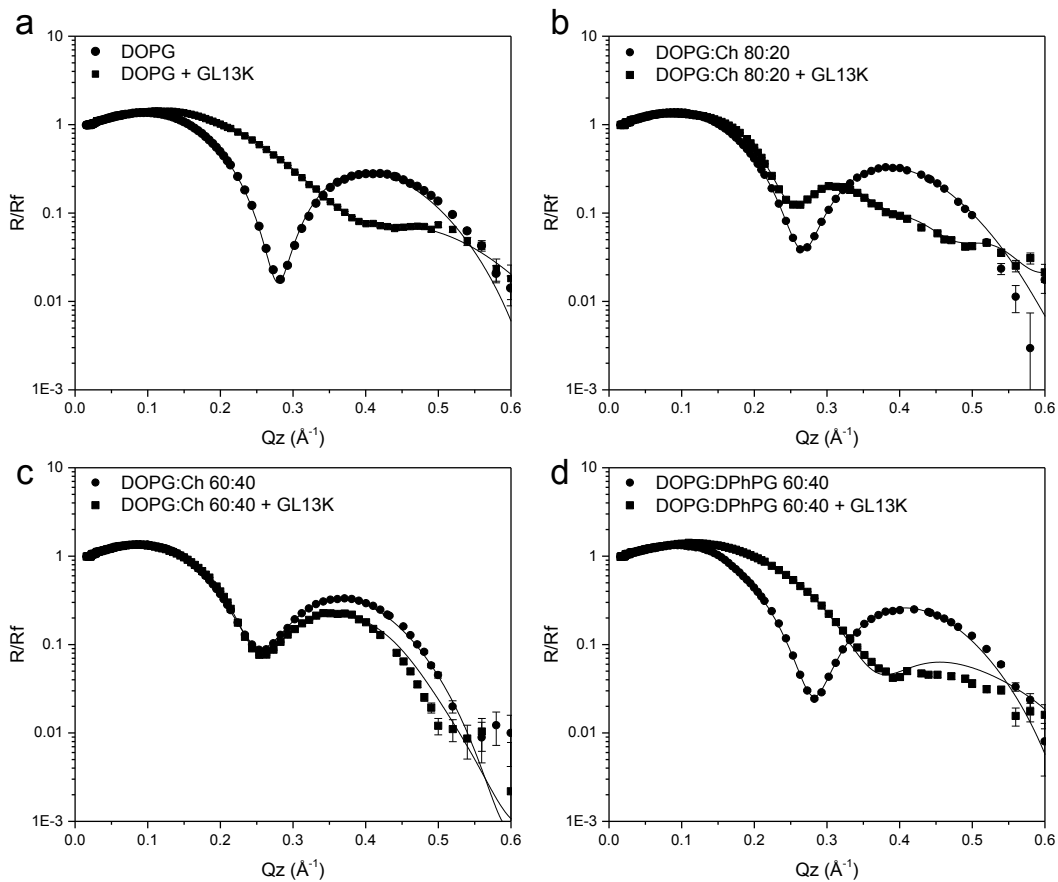 a
DOPG
DOPG + GL13K
10
1
0.1
0.01
1E-3
R/Rf
0.0 0.1 0.2 0.3 0.4 0.5 0.6
Qz (Å⁻¹)
b
DOPG:Ch 80:20
DOPG:Ch 80:20 + GL13K
10
1
0.1
0.01
1E-3
R/Rf
0.0 0.1 0.2 0.3 0.4 0.5 0.6
Qz (Å⁻¹)
c
DOPG:Ch 60:40
DOPG:Ch 60:40 + GL13K
10
1
0.1
0.01
1E-3
R/Rf
0.0 0.1 0.2 0.3 0.4 0.5 0.6
Qz (Å⁻¹)
d
DOPG:DPhPG 60:40
DOPG:DPhPG 60:40 + GL13K
10
1
0.1
0.01
1E-3
R/Rf
0.0 0.1 0.2 0.3 0.4 0.5 0.6
Qz (Å⁻¹)